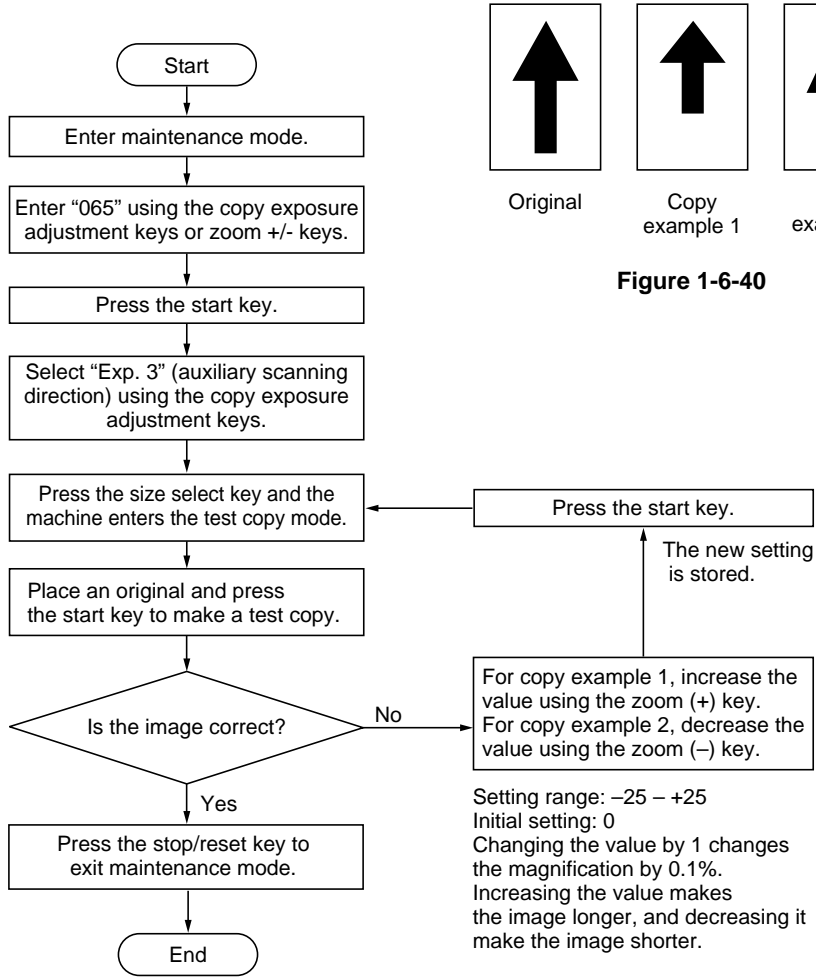 Start
Enter maintenance mode.
Enter “065” using the copy exposure
adjustment keys or zoom +/- keys.
Press the start key.
Select “Exp. 3” (auxiliary scanning
direction) using the copy exposure
adjustment keys.
Press the size select key and the
machine enters the test copy mode.
Place an original and press
the start key to make a test copy.
Is the image correct?
No
Yes
Press the stop/reset key to
exit maintenance mode.
End
Original
Copy
example 1
Figure 1-6-40
Press the start key.
The new setting
is stored.
For copy example 1, increase the
value using the zoom (+) key.
For copy example 2, decrease the
value using the zoom (–) key.
Setting range: –25 – +25
Initial setting: 0
Changing the value by 1 changes
the magnification by 0.1%.
Increasing the value makes
the image longer, and decreasing it
make the image shorter.